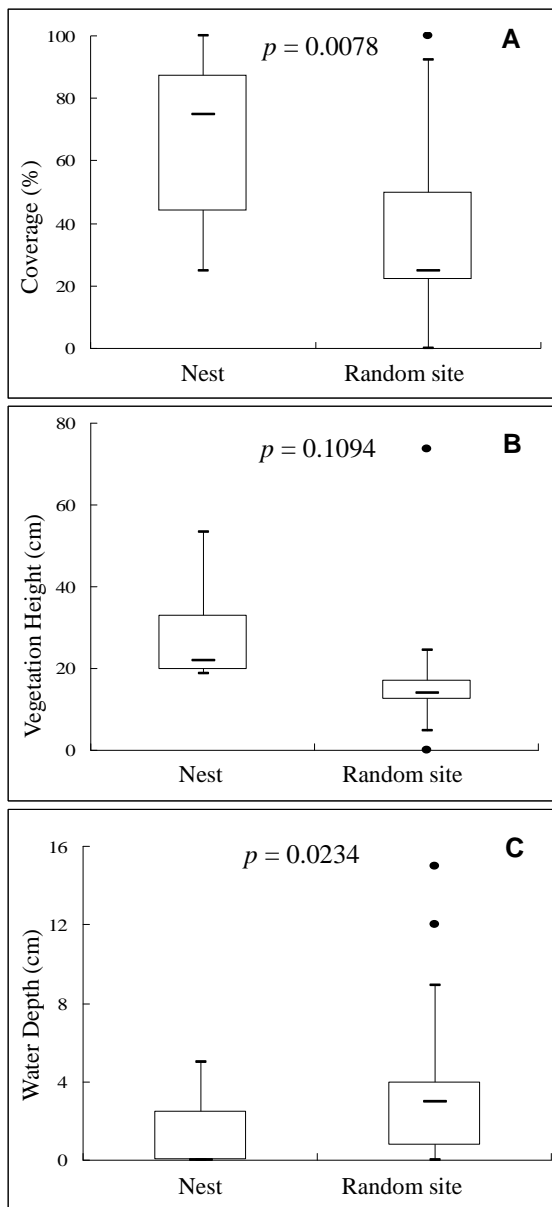 p = 0.0078
A
100
80
60
40
20
0
Coverage (%)
Nest Random site
p = 0.1094
B
80
60
40
20
0
Vegetation Height (cm)
Nest Random site
p = 0.0234
C
16
12
8
4
0
Water Depth (cm)
Nest Random site